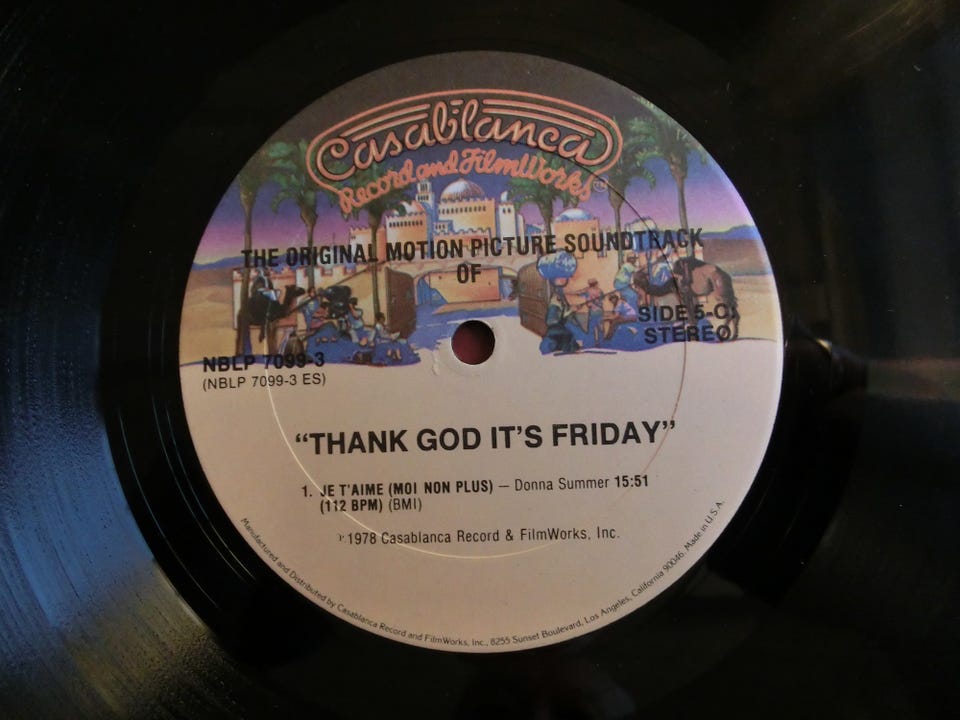 Casablanca
Record and FilmWorks
THE ORIGINAL MOTION PICTURE SOUNDTRACK
OF
SIDE 5-C
STEREO
NBLP 7099-3
(NBLP 7099-3 ES)
“THANK GOD IT'S FRIDAY”
1. JE T'AIME (MOI NON PLUS) — Donna Summer 15:51
(112 BPM) (BMI)
℗ 1978 Casablanca Record & FilmWorks, Inc.
Manufactured and Distributed by Casablanca Record and FilmWorks, Inc., 8255 Sunset Boulevard, Los Angeles, California 90046. Made in U.S.A.